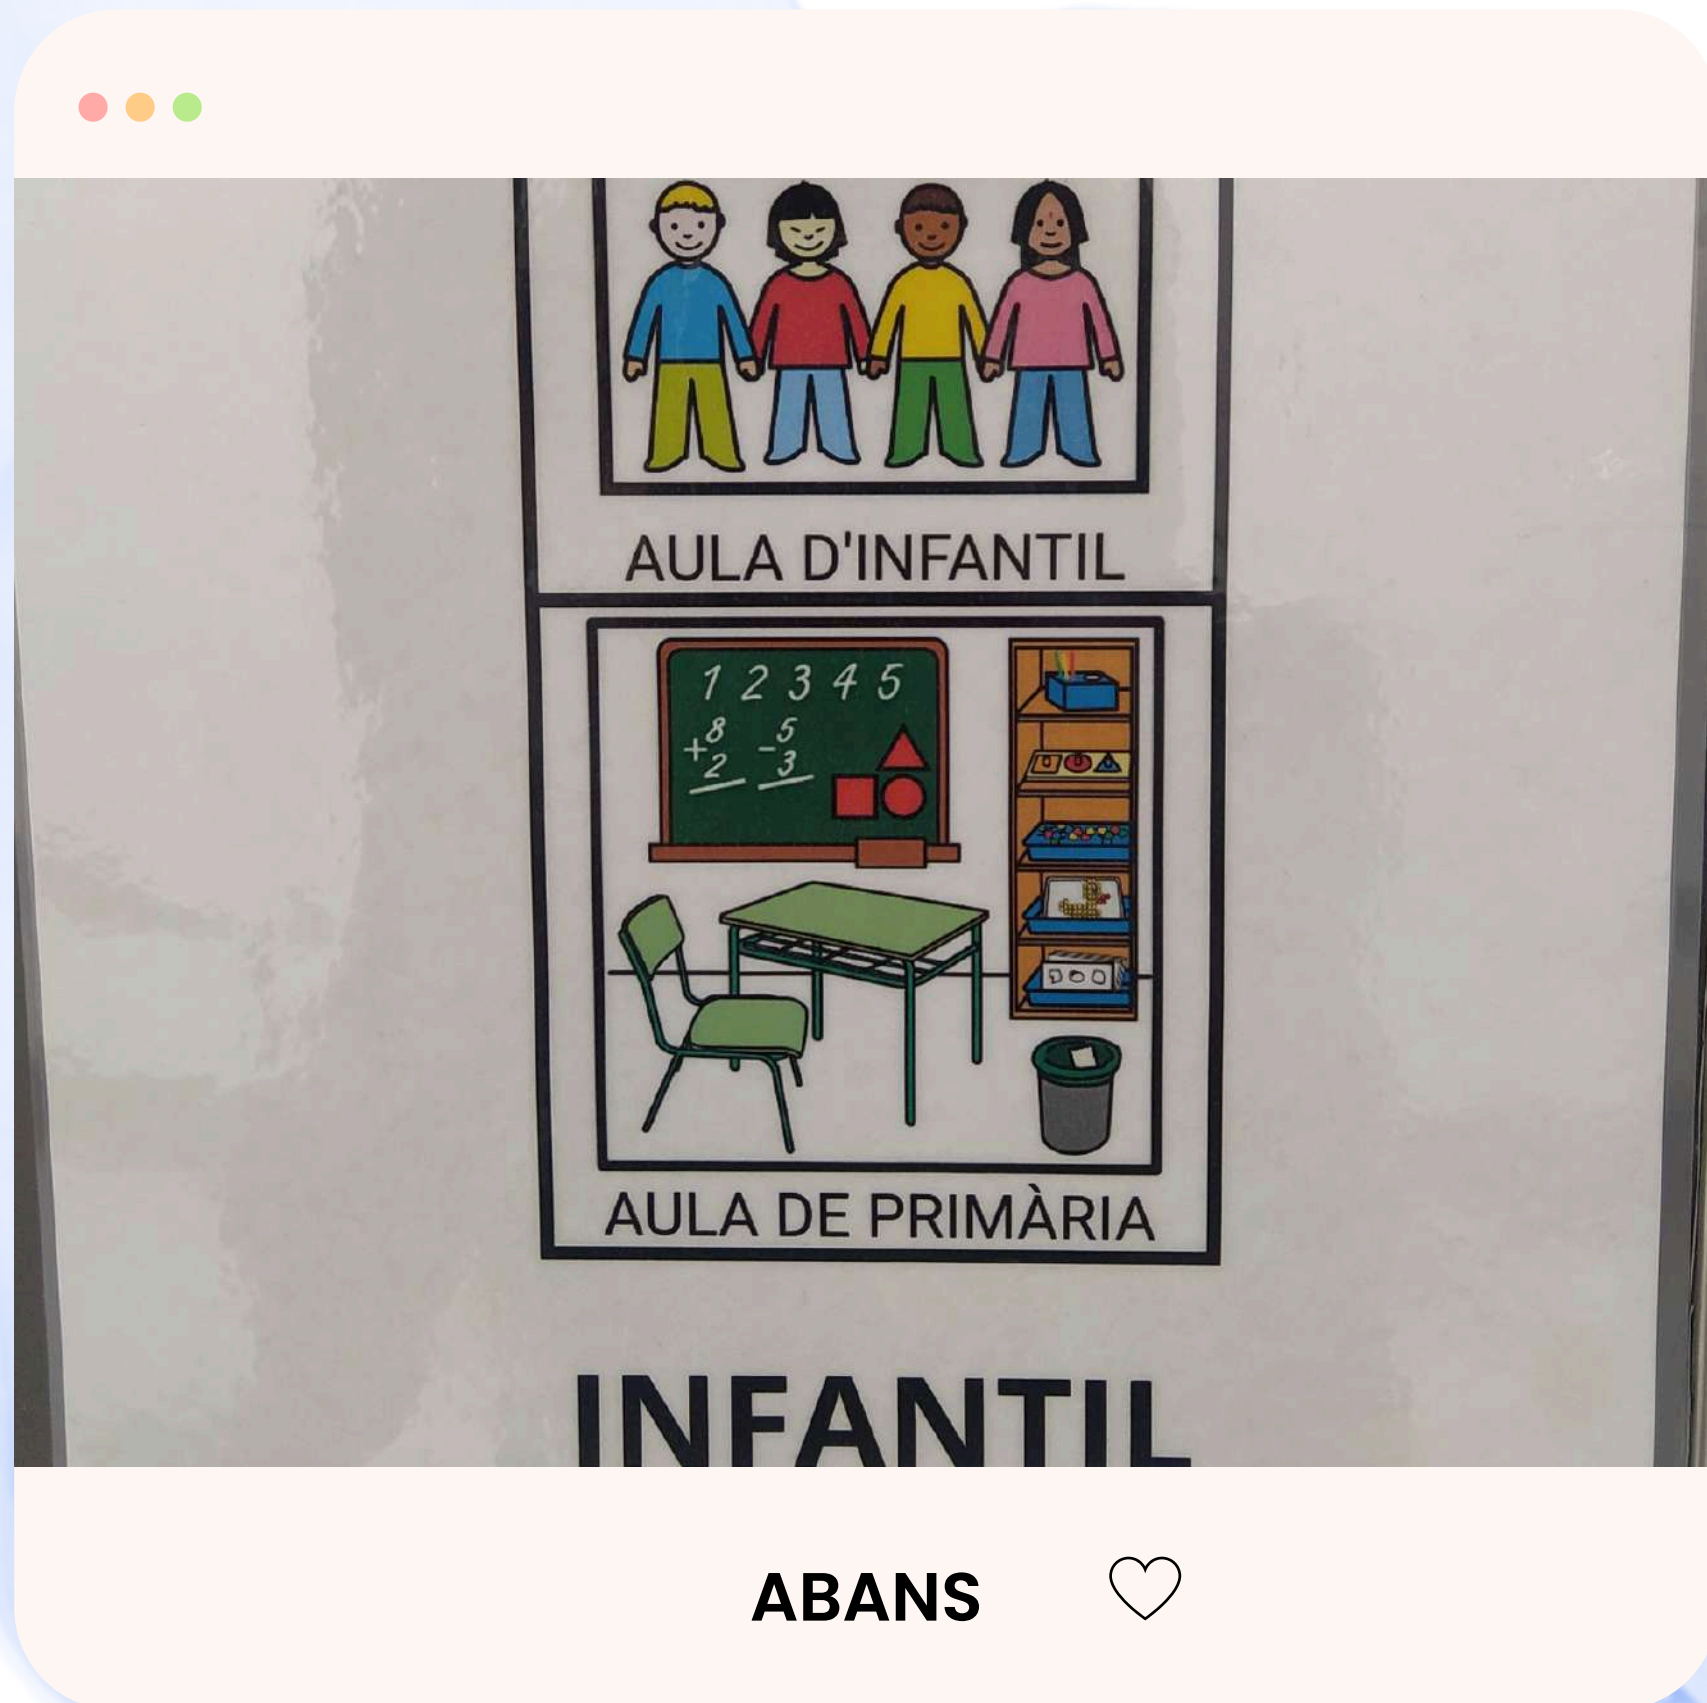 AULA D'INFANTIL
1 2 3 4 5
+8 -5
2 3
AULA DE PRIMÀRIA
INFANTIL
ABANS